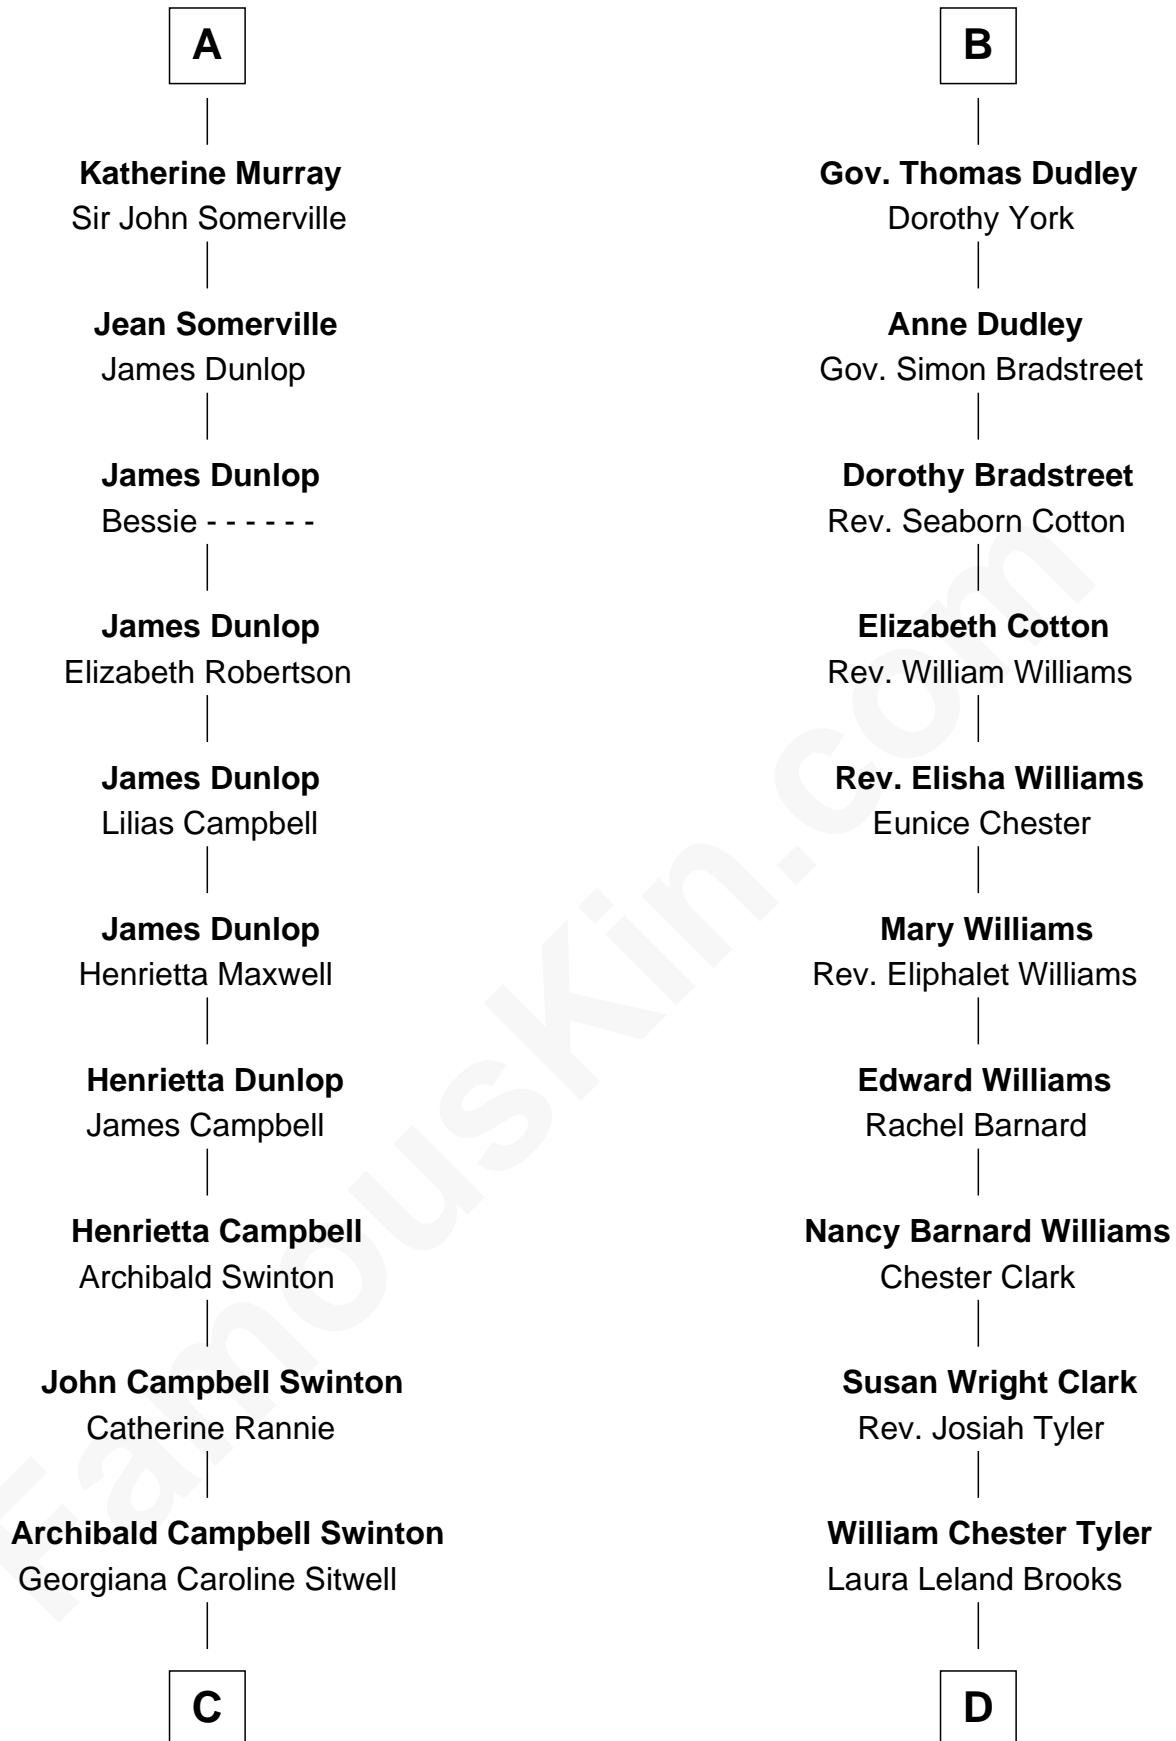 A
Katherine Murray
Sir John Somerville
Jean Somerville
James Dunlop
James Dunlop
Bessie - - - - - -
James Dunlop
Elizabeth Robertson
James Dunlop
Lilias Campbell
James Dunlop
Henrietta Maxwell
Henrietta Dunlop
James Campbell
Henrietta Campbell
Archibald Swinton
John Campbell Swinton
Catherine Rannie
Archibald Campbell Swinton
Georgiana Caroline Sitwell
C
B
Gov. Thomas Dudley
Dorothy York
Anne Dudley
Gov. Simon Bradstreet
Dorothy Bradstreet
Rev. Seaborn Cotton
Elizabeth Cotton
Rev. William Williams
Rev. Elisha Williams
Eunice Chester
Mary Williams
Rev. Eliphalet Williams
Edward Williams
Rachel Barnard
Nancy Barnard Williams
Chester Clark
Susan Wright Clark
Rev. Josiah Tyler
William Chester Tyler
Laura Leland Brooks
D
FamousKin.com